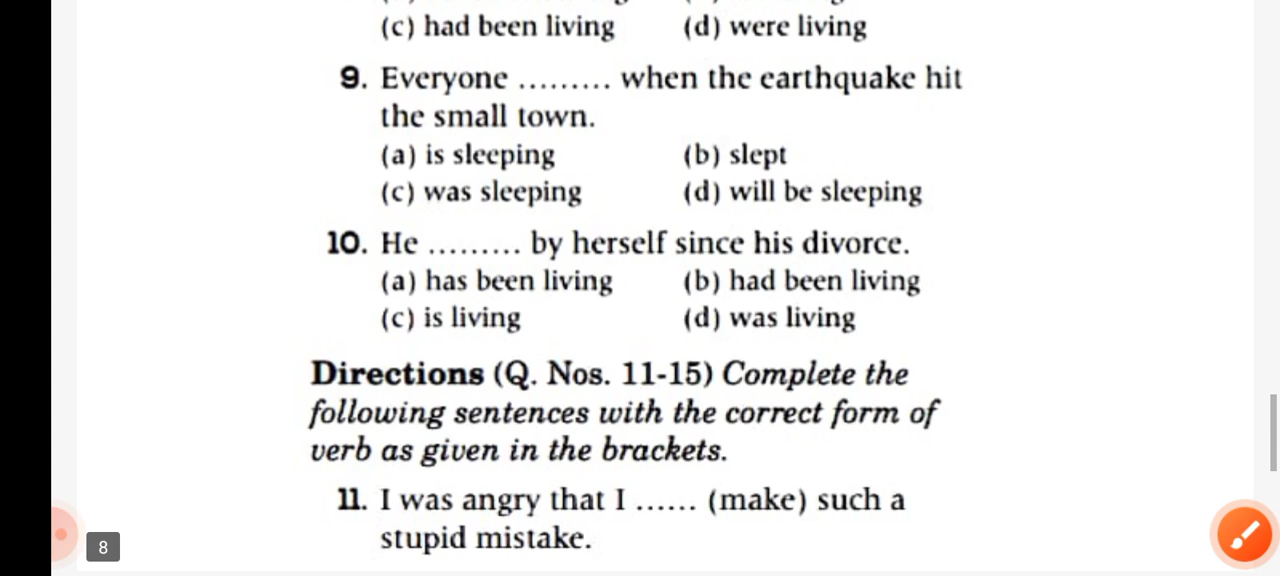 (c) had been living (d) were living
9. Everyone ......... when the earthquake hit
the small town.
(a) is sleeping (b) slept
(c) was sleeping (d) will be sleeping
10. He ......... by herself since his divorce.
(a) has been living (b) had been living
(c) is living (d) was living
Directions (Q. Nos. 11-15) Complete the
following sentences with the correct form of
verb as given in the brackets.
11. I was angry that I ...... (make) such a
stupid mistake.
8